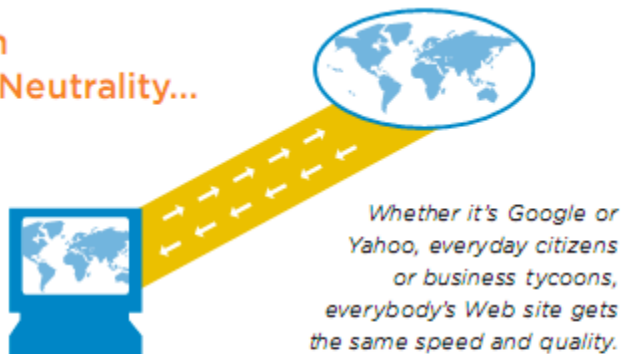 Neutrality...
Whether it's Google or
Yahoo, everyday citizens
or business tycoons,
everybody's Web site gets
the same speed and quality.